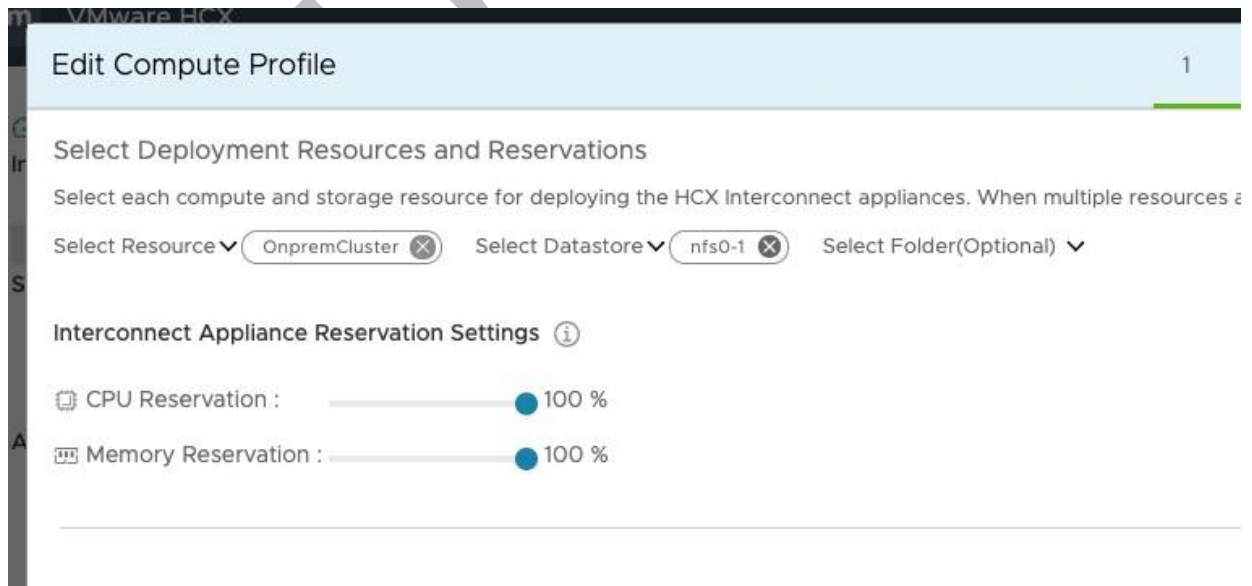 VMware HCX
Edit Compute Profile
1
Select Deployment Resources and Reservations
Select each compute and storage resource for deploying the HCX Interconnect appliances. When multiple resources
Select Resource OnpremCluster Select Datastore nfs0-1 Select Folder(Optional)
Interconnect Appliance Reservation Settings
CPU Reservation : 100 %
Memory Reservation : 100 %